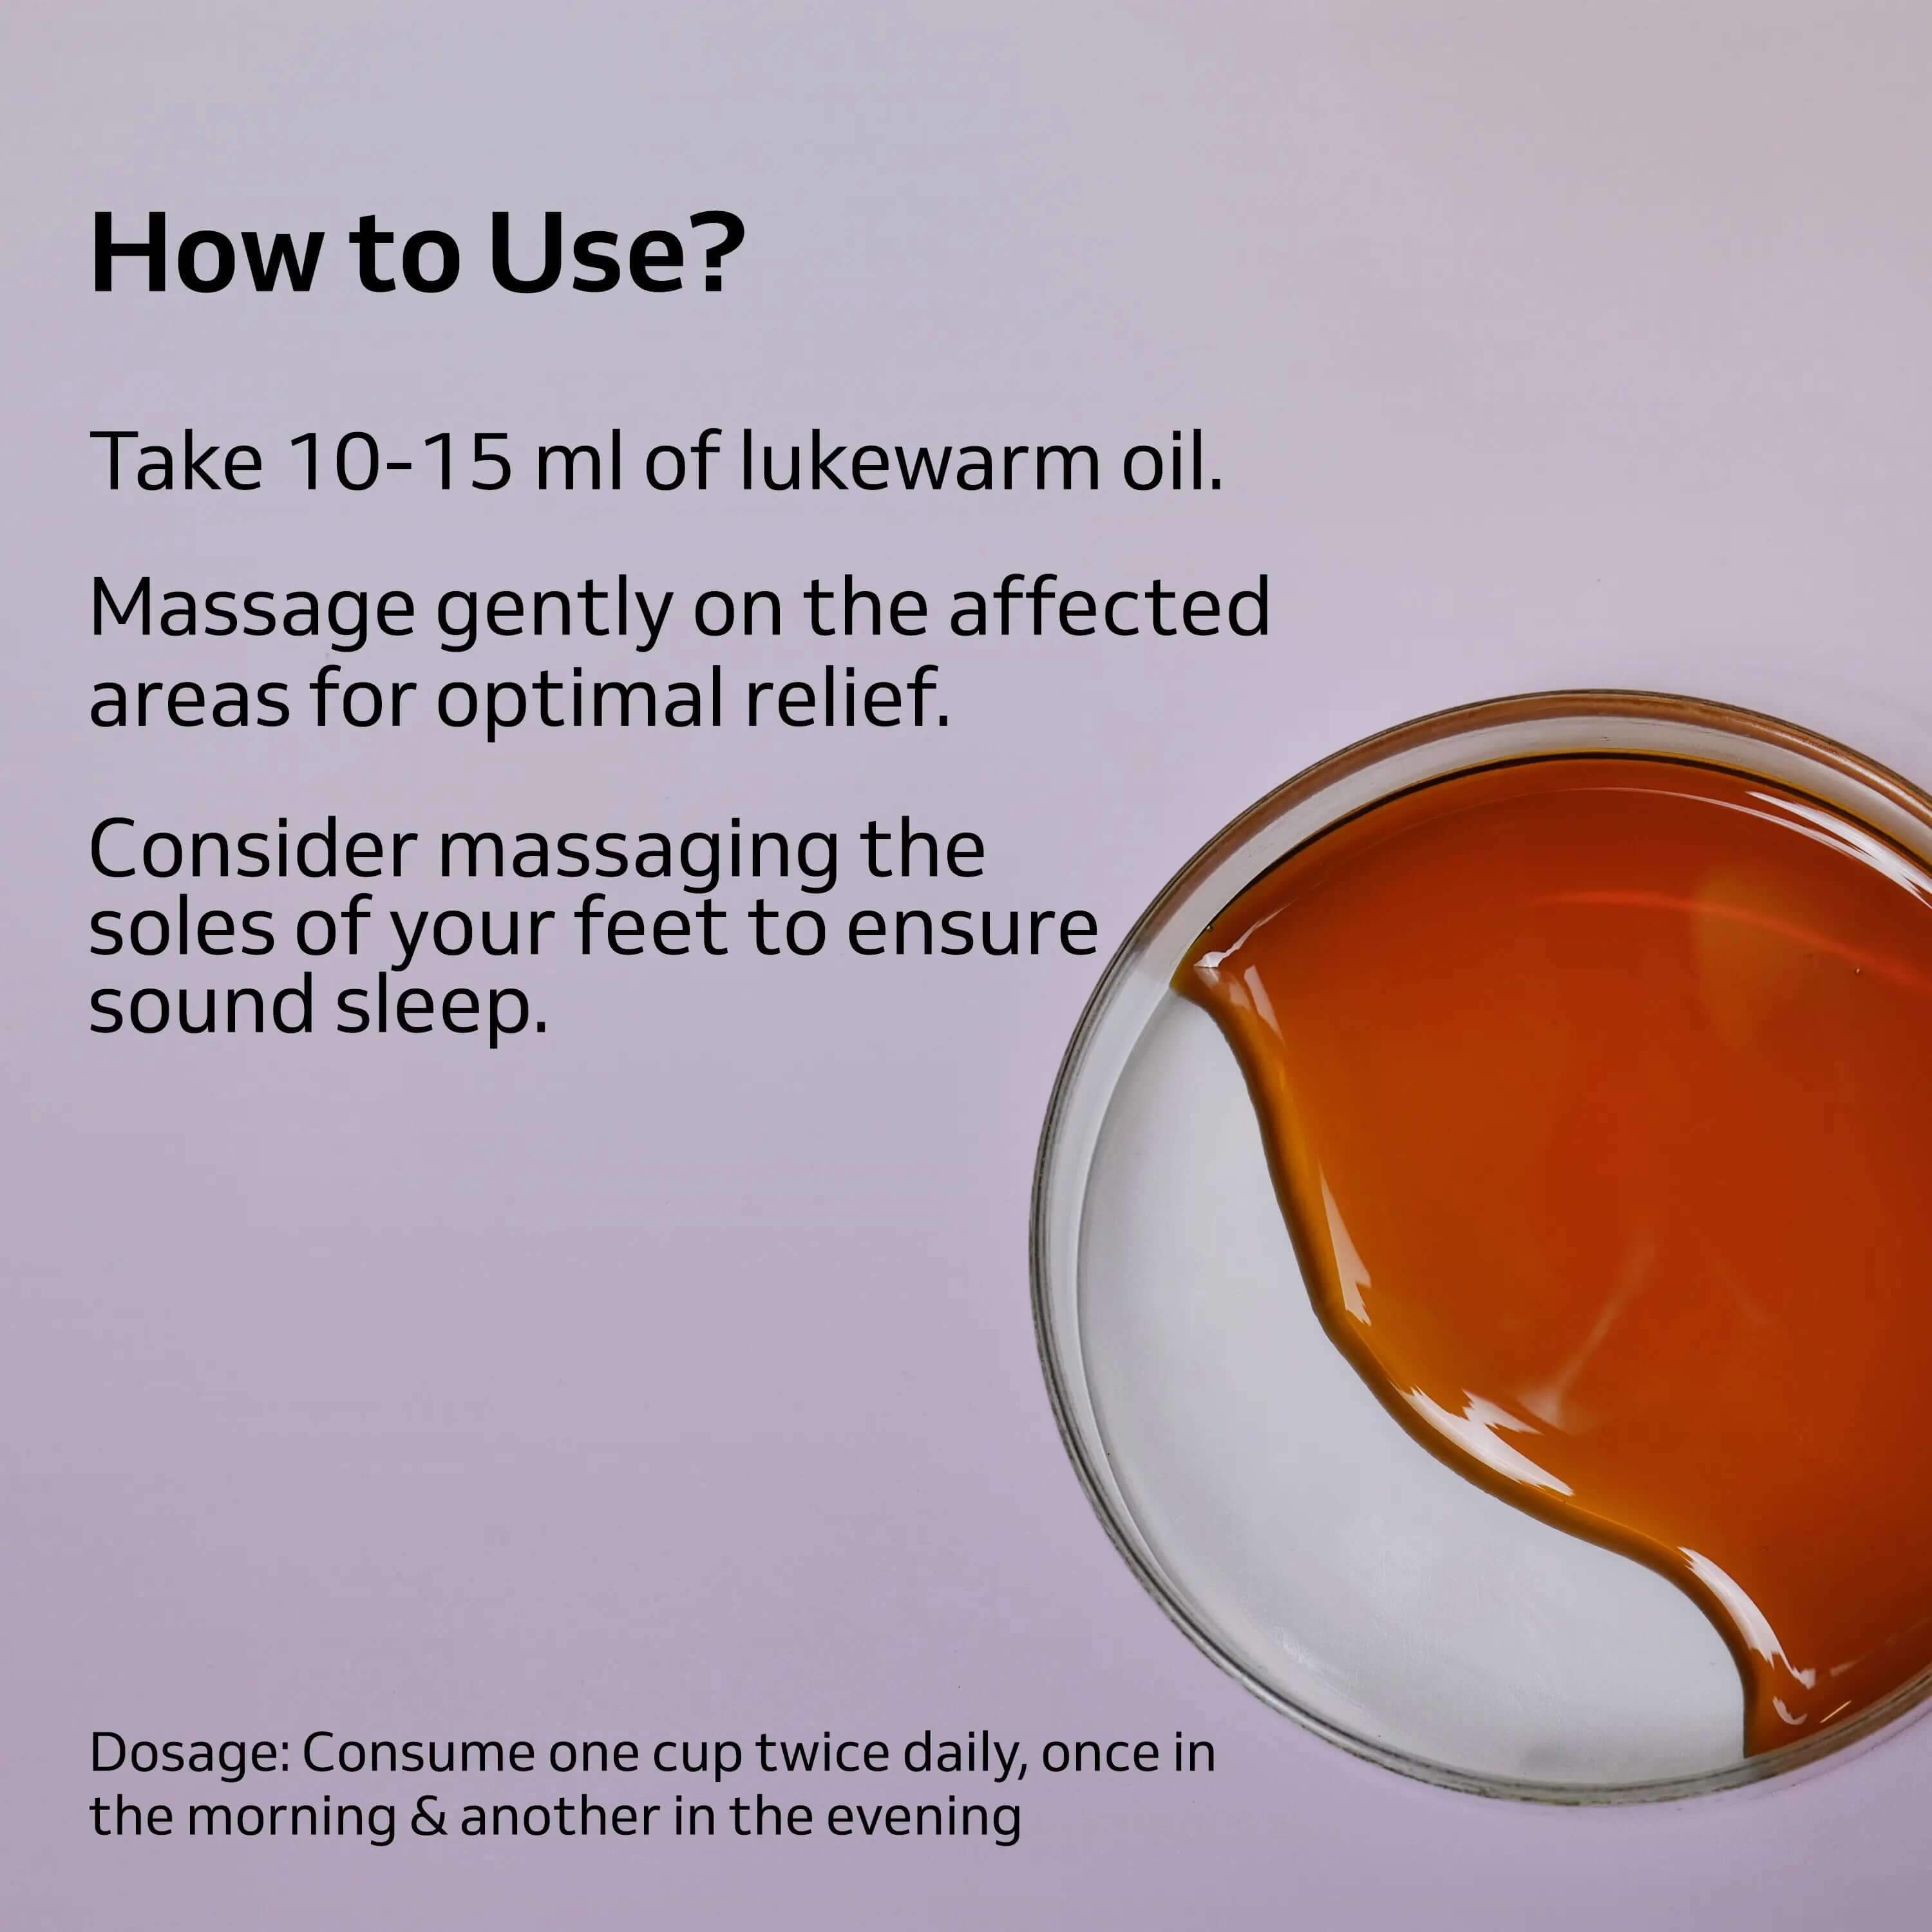 How to Use?
Take 10-15 ml of lukewarm oil.
Massage gently on the affected
areas for optimal relief.
Consider massaging the
soles of your feet to ensure
sound sleep.
Dosage: Consume one cup twice daily, once in
the morning & another in the evening